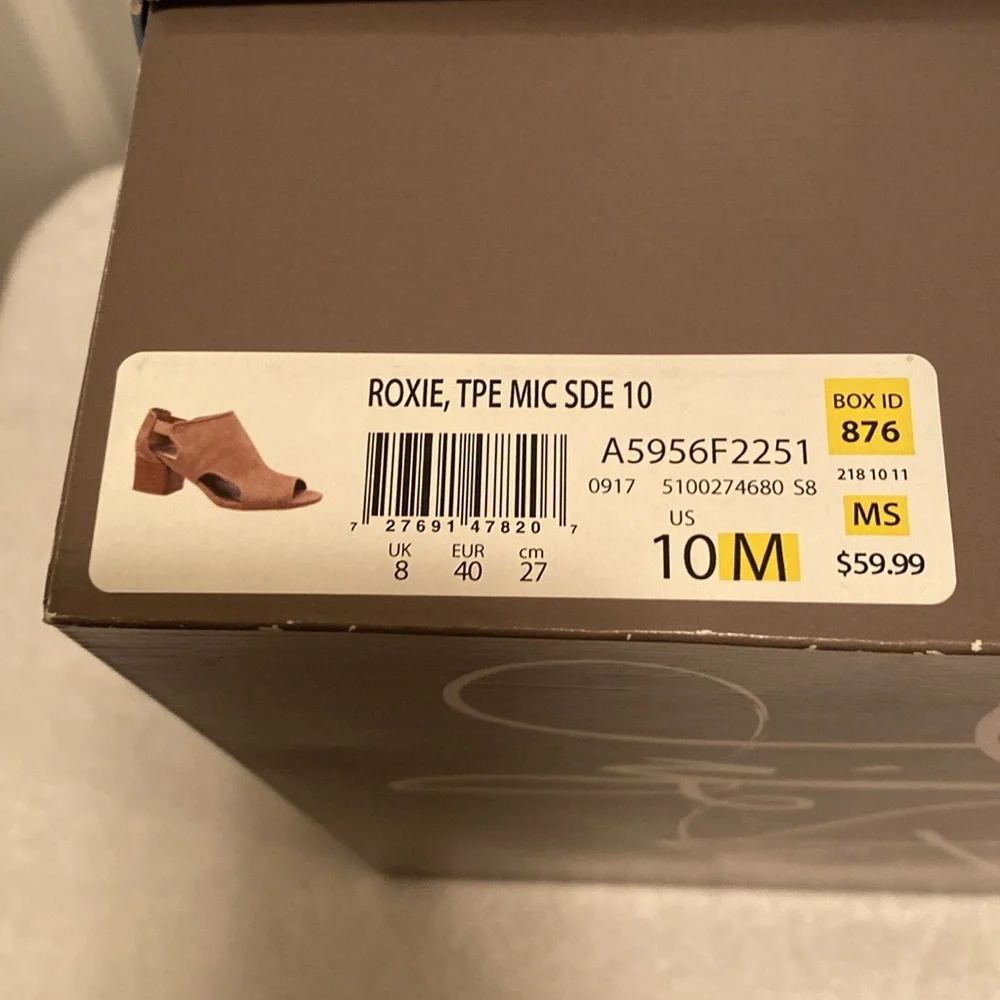 ROXIE, TPE MIC SDE 10
BOX ID
876
A5956F2251
218 10 11
0917 5100274680 S8
MS
7 27691 47820 7
US
10 M
$59.99
UK EUR cm
8 40 27